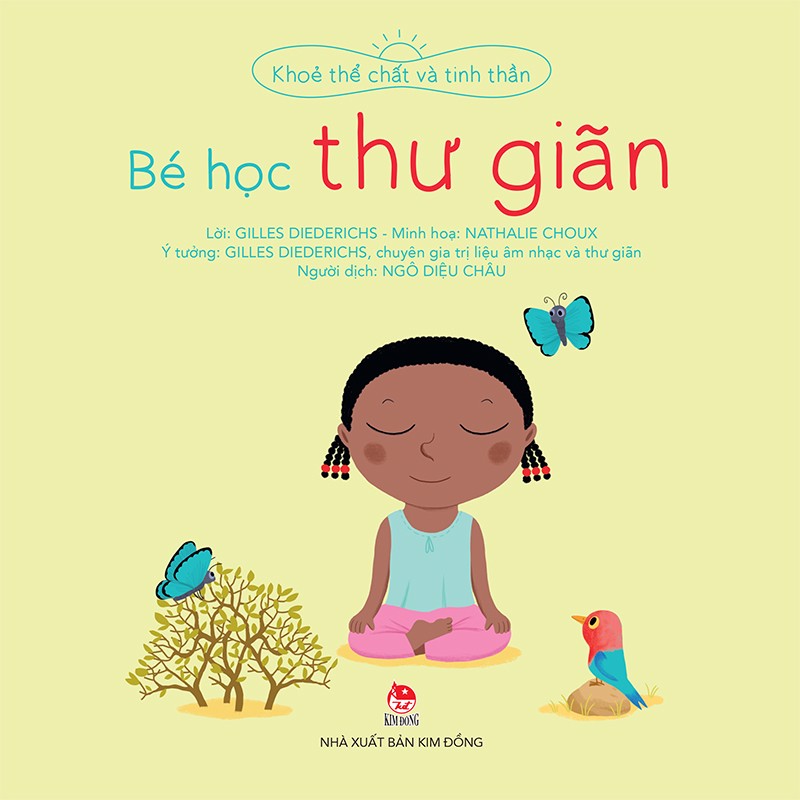 Khoẻ thể chất và tinh thần
Bé học thư giãn
Lời: GILLES DIEDERICHS - Minh hoạ: NATHALIE CHOUX
Ý tưởng: GILLES DIEDERICHS, chuyên gia trị liệu âm nhạc và thư giãn
Người dịch: NGÔ DIỆU CHÂU
KIM ĐỒNG
NHÀ XUẤT BẢN KIM ĐỒNG